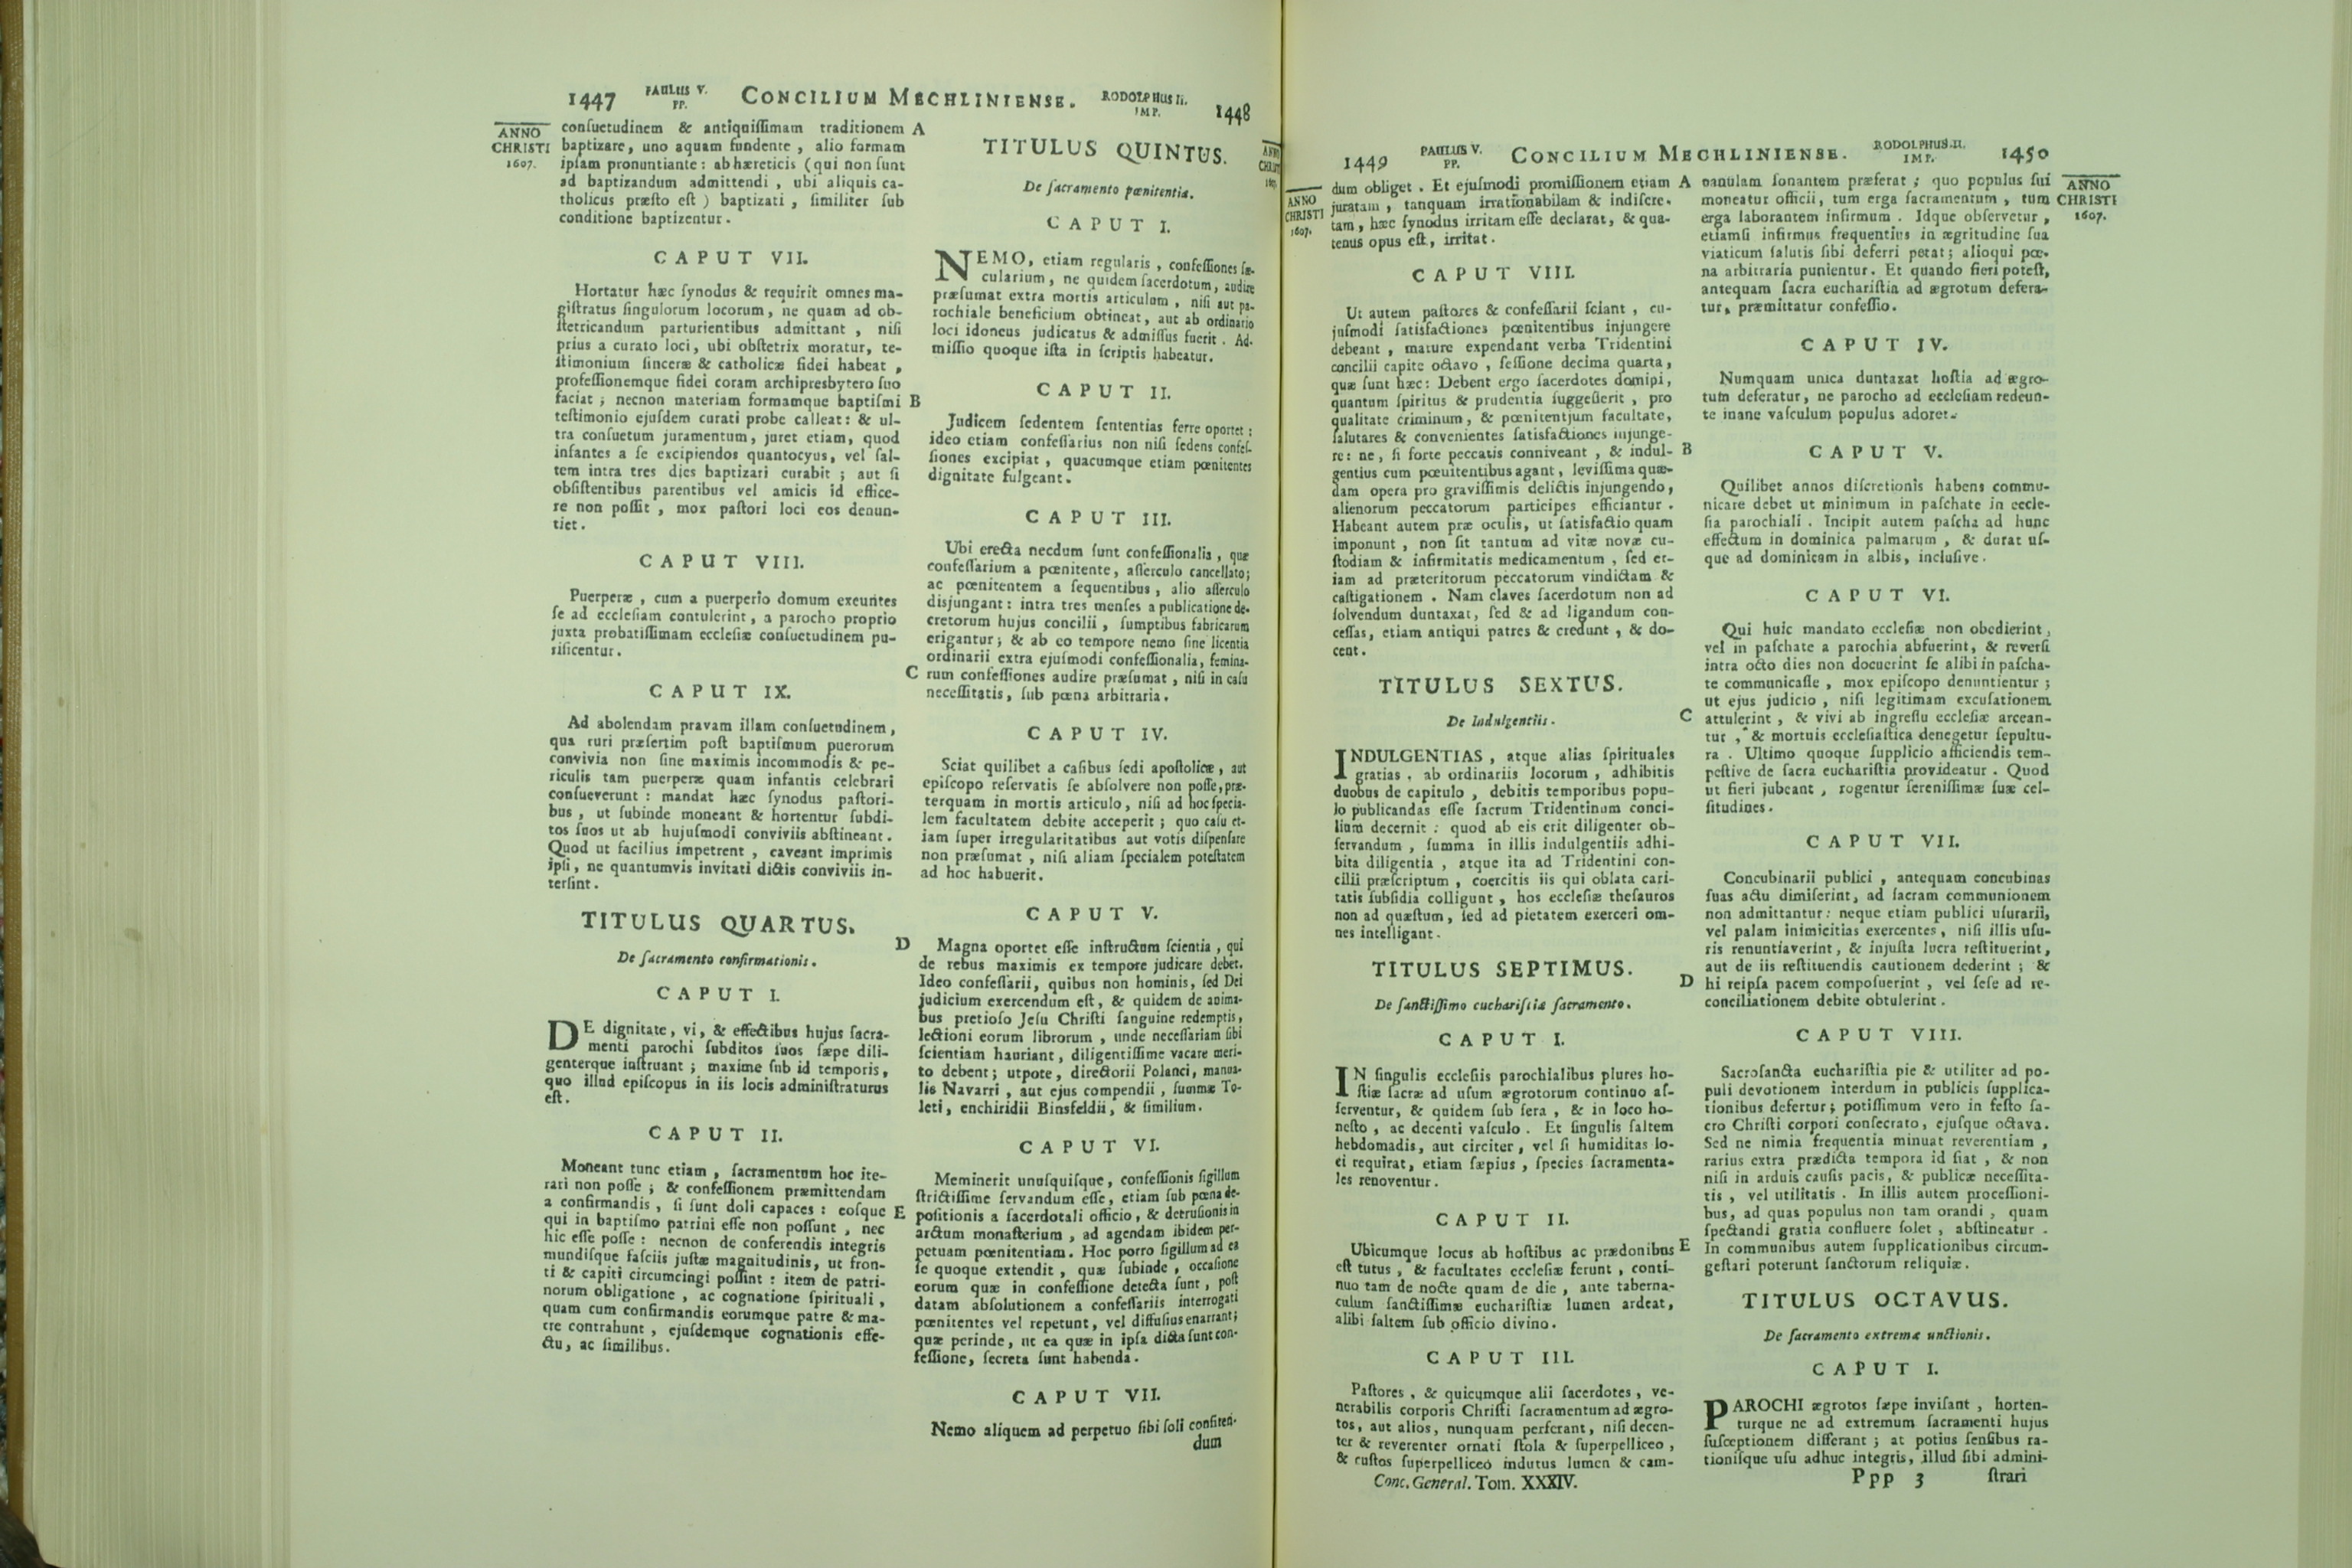 1447 PAULUS V. PP. CONCILIUM MECHLINIENSE. RODOLPHUS II. IMP. 1448
ANNO
CHRISTI
1607.
conſuetudinem & antiquiſſimam traditionem A
baptizare, uno aquam fundente, alio formam
ipſam pronuntiante: ab hæreticis (qui non ſunt
ad baptizandum admittendi, ubi aliquis ca-
tholicus præſto eſt) baptizati, ſimiliter ſub
conditione baptizentur.
CAPUT VII.
Hortatur hæc ſynodus & requirit omnes ma-
giſtratus ſingulorum locorum, ne quam ad ob-
ſtetricandum parturientibus admittant, niſi
prius a curato loci, ubi obſtetrix moratur, te-
ſtimonium ſinceræ & catholicæ fidei habeat,
profeſſionemque fidei coram archipresbytero ſuo
faciat; necnon materiam formamque baptiſmi B
teſtimonio ejuſdem curati probe calleat: & ul-
tra conſuetum juramentum, juret etiam, quod
infantes a ſe excipiendos quantocyus, vel ſal-
tem intra tres dies baptizari curabit; aut ſi
obſiſtentibus parentibus vel amicis id effice-
re non poſſit, mox paſtori loci eos denun-
tiet.
CAPUT VIII.
Puerperæ, cum a puerperio domum exeuntes
ſe ad eccleſiam contulerint, a parocho proprio
juxta probatiſſimam eccleſiæ conſuetudinem pu-
rificentur.
CAPUT IX.
Ad abolendam pravam illam conſuetudinem,
qua ruri præſertim poſt baptiſmum puerorum
convivia non ſine maximis incommodis & pe-
riculis tam puerperæ quam infantis celebrari
conſueverunt: mandat hæc ſynodus paſtori-
bus, ut ſubinde moneant & hortentur ſubdi-
tos ſuos ut ab hujuſmodi conviviis abſtineant.
Quod ut facilius impetrent, caveant imprimis
ipſi, ne quantumvis invitati dictis conviviis in-
terſint.
TITULUS QUARTUS.
De ſacramento confirmationis.
CAPUT I.
DE dignitate, vi, & effectibus hujus ſacra-
menti parochi ſubditos ſuos ſæpe dili-
genterque inſtruant; maxime ſub id temporis,
quo illud epiſcopus in iis locis adminiſtraturus
eſt.
CAPUT II.
Moneant tunc etiam, ſacramentum hoc ite-
rari non poſſe; & confeſſionem præmittendam
a confirmandis, ſi ſunt doli capaces: eoſque E
qui in baptiſmo patrini eſſe non poſſunt, nec
hic eſſe poſſe: necnon de conferendis integris
mundiſque faſciis juſtæ magnitudinis, ut fron-
ti & capiti circumcingi poſſint: item de patri-
norum obligatione, ac cognatione ſpirituali,
quam cum confirmandis eorumque patre & ma-
tre contrahunt, ejuſdemque cognationis effe-
ctu, ac ſimilibus.
TITULUS QUINTUS.
De ſacramento pœnitentiæ.
CAPUT I.
NEMO, etiam regularis, confeſſiones ſæ-
cularium, ne quidem ſacerdotum, audire
præſumat extra mortis articulum, niſi aut pa-
rochiale beneficium obtineat, aut ab ordinario
loci idoneus judicatus & admiſſus fuerit. Ad-
miſſio quoque iſta in ſcriptis habeatur.
CAPUT II.
Judicem ſedentem ſententias ferre oportet:
ideo etiam confeſſarius non niſi ſedens confeſ-
ſiones excipiat, quacumque etiam pœnitentes
dignitate fulgeant.
CAPUT III.
Ubi erecta necdum ſunt confeſſionalia, quæ
confeſſarium a pœnitente, aſſerculo cancellato;
ac pœnitentem a ſequentibus, alio aſſerculo
disjungant: intra tres menſes a publicatione de-
cretorum hujus concilii, ſumptibus fabricarum
erigantur; & ab eo tempore nemo ſine licentia
ordinarii extra ejuſmodi confeſſionalia, femina-
C rum confeſſiones audire præſumat, niſi in caſu
neceſſitatis, ſub pœna arbitraria.
CAPUT IV.
Sciat quilibet a caſibus ſedi apoſtolicæ, aut
epiſcopo reſervatis ſe abſolvere non poſſe, præ-
terquam in mortis articulo, niſi ad hoc ſpecia-
lem facultatem debite acceperit; quo caſu et-
iam ſuper irregularitatibus aut votis diſpenſare
non præſumat, niſi aliam ſpecialem poteſtatem
ad hoc habuerit.
CAPUT V.
D Magna oportet eſſe inſtructum ſcientia, qui
de rebus maximis ex tempore judicare debet.
Ideo confeſſarii, quibus non hominis, ſed Dei
judicium exercendum eſt, & quidem de anima-
bus pretioſo Jeſu Chriſti ſanguine redemptis,
lectioni eorum librorum, unde neceſſariam ſibi
ſcientiam hauriant, diligentiſſime vacare meri-
to debent; utpote, directorii Polanci, manua-
lis Navarri, aut ejus compendii, ſummæ To-
leti, enchiridii Binsfeldii, & ſimilium.
CAPUT VI.
Meminerit unuſquiſque, confeſſionis ſigillum
ſtrictiſſime ſervandum eſſe, etiam ſub pœna de-
poſitionis a ſacerdotali officio, & detruſionis in
arctum monaſterium, ad agendam ibidem per-
petuam pœnitentiam. Hoc porro ſigillum ad ea
ſe quoque extendit, quæ ſubinde, occaſione
eorum quæ in confeſſione detecta ſunt, poſt
datam abſolutionem a confeſſariis interrogati
pœnitentes vel repetunt, vel diffuſius enarrant;
quæ perinde, ut ea quæ in ipſa dicta ſunt con-
feſſione, ſecreta ſunt habenda.
CAPUT VII.
Nemo aliquem ad perpetuo ſibi ſoli confiten-
dum
1449 PAULUS V. PP. CONCILIUM MECHLINIENSE. RODOLPHUS II. IMP. 1450
ANNO
CHRISTI
1607.
dum obliget. Et ejuſmodi promiſſionem etiam A
juratam, tanquam irrationabilem & indiſcre-
tam, hæc ſynodus irritam eſſe declarat, & qua-
tenus opus eſt, irritat.
CAPUT VIII.
Ut autem paſtores & confeſſarii ſciant, cu-
juſmodi ſatisfactiones pœnitentibus injungere
debeant, mature expendant verba Tridentini
concilii capite octavo, ſeſſione decima quarta,
quæ ſunt hæc: Debent ergo ſacerdotes domini,
quantum ſpiritus & prudentia ſuggeſſerit, pro
qualitate criminum, & pœnitentium facultate,
ſalutares & convenientes ſatisfactiones injunge-
re: ne, ſi forte peccatis conniveant, & indul- B
gentius cum pœnitentibus agant, leviſſima quæ-
dam opera pro graviſſimis delictis injungendo,
alienorum peccatorum participes efficiantur.
Habeant autem præ oculis, ut ſatisfactio quam
imponunt, non ſit tantum ad vitæ novæ cu-
ſtodiam & infirmitatis medicamentum, ſed et-
iam ad præteritorum peccatorum vindictam &
caſtigationem. Nam claves ſacerdotum non ad
ſolvendum duntaxat, ſed & ad ligandum con-
ceſſas, etiam antiqui patres & credunt, & do-
cent.
TITULUS SEXTUS.
De Indulgentiis.
INDULGENTIAS, atque alias ſpirituales
gratias, ab ordinariis locorum, adhibitis
duobus de capitulo, debitis temporibus popu-
lo publicandas eſſe ſacrum Tridentinum conci-
lium decernit: quod ab eis erit diligenter ob-
ſervandum, ſumma in illis indulgentiis adhi-
bita diligentia, atque ita ad Tridentini con-
cilii præſcriptum, coercitis iis qui oblata cari-
tatis ſubſidia colligunt, hos eccleſiæ theſauros
non ad quæſtum, ſed ad pietatem exerceri om-
nes intelligant.
TITULUS SEPTIMUS.
De ſanctiſſimo euchariſtiæ ſacramento.
CAPUT I.
IN ſingulis eccleſiis parochialibus plures ho-
ſtiæ ſacræ ad uſum ægrotorum continuo aſ-
ſerventur, & quidem ſub ſera, & in loco ho-
neſto, ac decenti vaſculo. Et ſingulis ſaltem
hebdomadis, aut circiter, vel ſi humiditas lo-
ci requirat, etiam ſæpius, ſpecies ſacramenta-
les renoventur.
CAPUT II.
Ubicumque locus ab hoſtibus ac prædonibus E
eſt tutus, & facultates eccleſiæ ferunt, conti-
nuo tam de nocte quam de die, ante taberna-
culum ſanctiſſimæ euchariſtiæ lumen ardeat,
alibi ſaltem ſub officio divino.
CAPUT III.
Paſtores, & quicumque alii ſacerdotes, ve-
nerabilis corporis Chriſti ſacramentum ad ægro-
tos, aut alios, nunquam perferant, niſi decen-
ter & reverenter ornati ſtola & ſuperpelliceo,
& cuſtos ſuperpelliceo indutus lumen & cam-
Conc. General. Tom. XXXIV.
ANNO
CHRISTI
1607.
panulam ſonantem præferat; quo populus ſui
moneatur officii, tum erga ſacramentum, tum
erga laborantem infirmum. Idque obſervetur,
etiamſi infirmus frequentius in ægritudine ſua
viaticum ſalutis ſibi deferri petat; alioqui pœ-
na arbitraria punientur. Et quando fieri poteſt,
antequam ſacra euchariſtia ad ægrotum defera-
tur, præmittatur confeſſio.
CAPUT IV.
Numquam unica duntaxat hoſtia ad ægro-
tum deferatur, ne parocho ad eccleſiam redeun-
te inane vaſculum populus adoret.
CAPUT V.
Quilibet annos diſcretionis habens commu-
nicare debet ut minimum in paſchate in eccle-
ſia parochiali. Incipit autem paſcha ad hunc
effectum in dominica palmarum, & durat uſ-
que ad dominicam in albis, incluſive.
CAPUT VI.
Qui huic mandato eccleſiæ non obedierint,
vel in paſchate a parochia abfuerint, & reverſi
intra octo dies non docuerint ſe alibi in paſcha-
te communicaſſe, mox epiſcopo denuntientur;
ut ejus judicio, niſi legitimam excuſationem
C attulerint, & vivi ab ingreſſu eccleſiæ arcean-
tur, & mortuis eccleſiaſtica denegetur ſepultu-
ra. Ultimo quoque ſupplicio afficiendis tem-
peſtive de ſacra euchariſtia provideatur. Quod
ut fieri jubeant, rogentur ſereniſſimæ ſuæ cel-
ſitudines.
CAPUT VII.
Concubinarii publici, antequam concubinas
ſuas actu dimiſerint, ad ſacram communionem
non admittantur: neque etiam publici uſurarii,
vel palam inimicitias exercentes, niſi illis uſu-
ris renuntiaverint, & injuſta lucra reſtituerint,
aut de iis reſtituendis cautionem dederint; &
D hi reipſa pacem compoſuerint, vel ſeſe ad re-
conciliationem debite obtulerint.
CAPUT VIII.
Sacroſancta euchariſtia pie & utiliter ad po-
puli devotionem interdum in publicis ſupplica-
tionibus defertur; potiſſimum vero in feſto ſa-
cro Chriſti corpori conſecrato, ejuſque octava.
Sed ne nimia frequentia minuat reverentiam,
rarius extra prædicta tempora id fiat, & non
niſi in arduis cauſis pacis, & publicæ neceſſita-
tis, vel utilitatis. In illis autem proceſſioni-
bus, ad quas populus non tam orandi, quam
ſpectandi gratia confluere ſolet, abſtineatur.
In communibus autem ſupplicationibus circum-
geſtari poterunt ſanctorum reliquiæ.
TITULUS OCTAVUS.
De ſacramento extremæ unctionis.
CAPUT I.
PAROCHI ægrotos ſæpe inviſant, horten-
turque ne ad extremum ſacramenti hujus
ſuſceptionem differant; at potius ſenſibus ra-
tioniſque uſu adhuc integris, illud ſibi admini-
Ppp 3 ſtrari